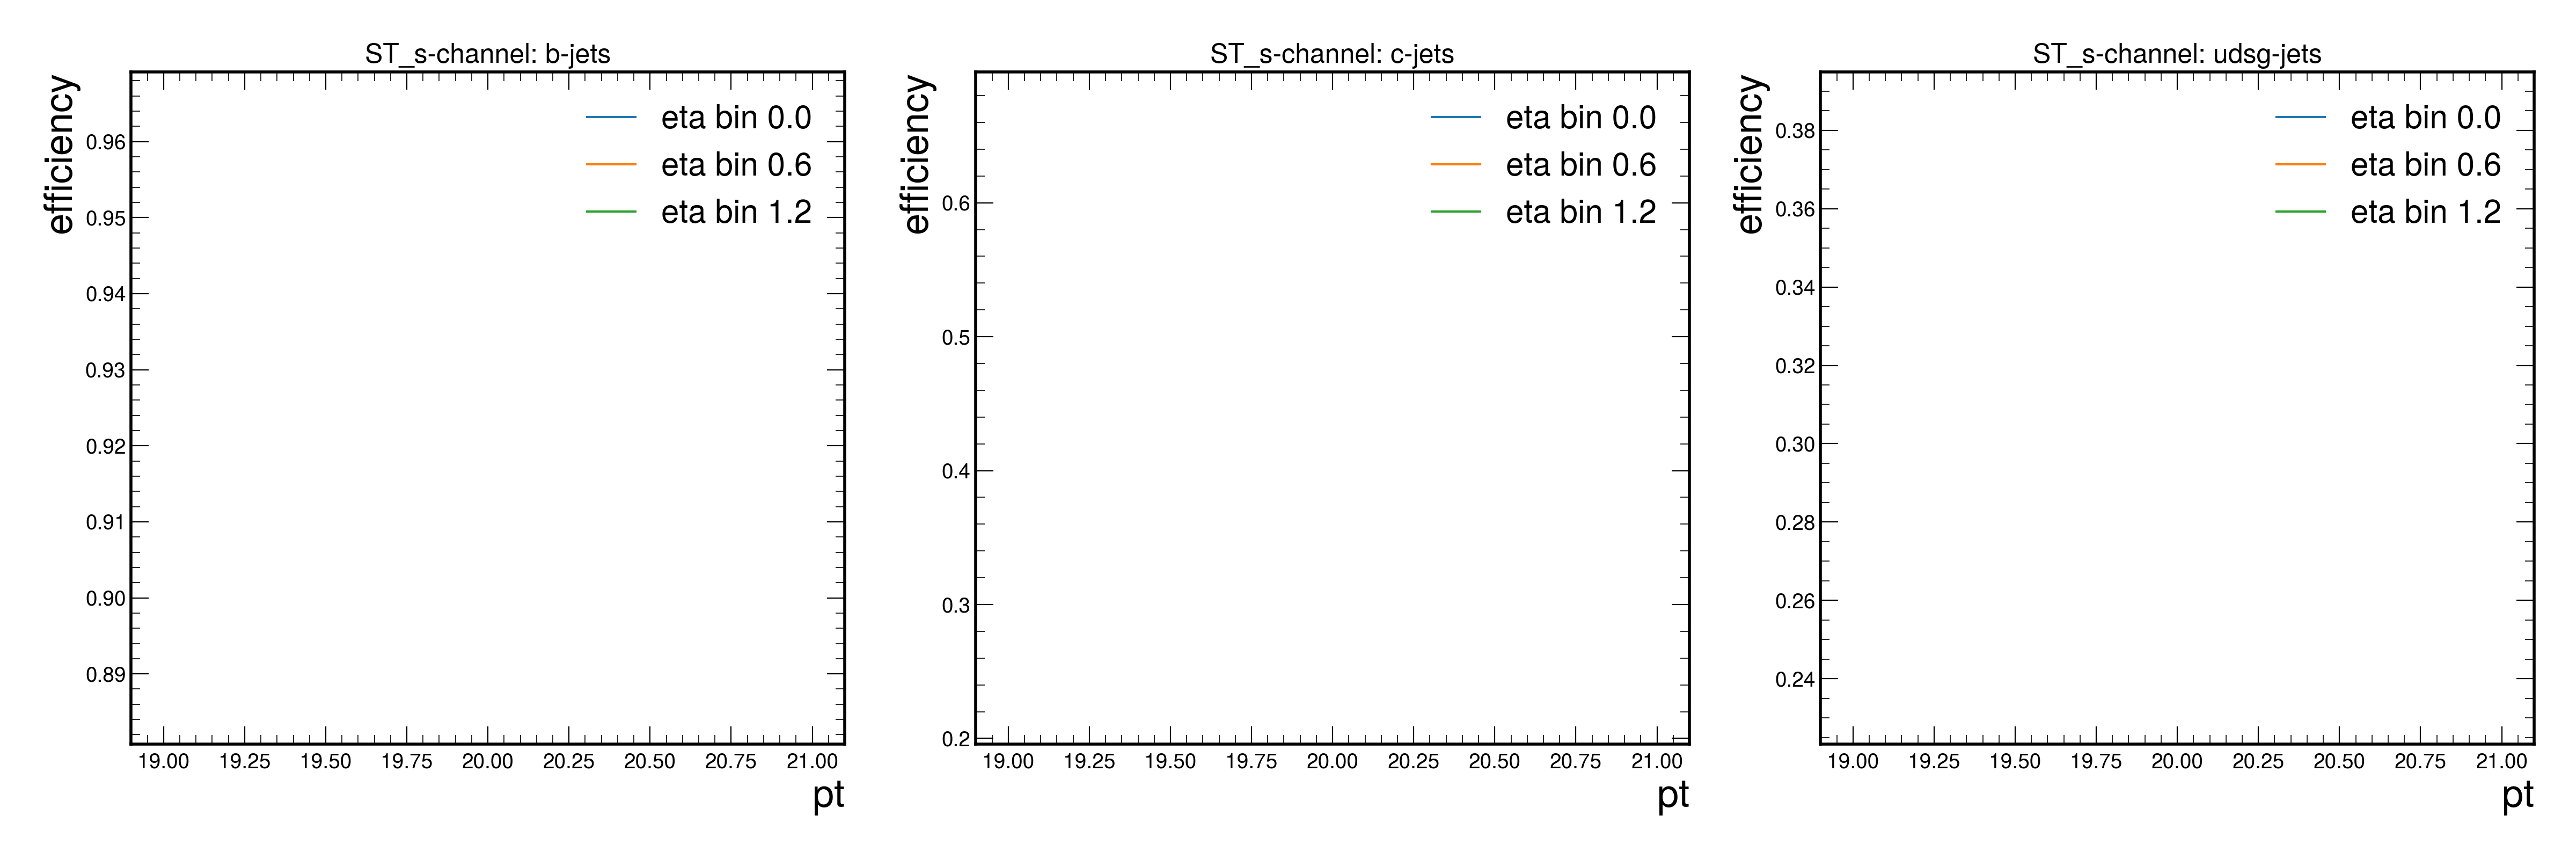 ST_s-channel: b-jets
efficiency
eta bin 0.0
eta bin 0.6
eta bin 1.2
0.96
0.95
0.94
0.93
0.92
0.91
0.90
0.89
19.00 19.25 19.50 19.75 20.00 20.25 20.50 20.75 21.00
pt
ST_s-channel: c-jets
efficiency
eta bin 0.0
eta bin 0.6
eta bin 1.2
0.6
0.5
0.4
0.3
0.2
19.00 19.25 19.50 19.75 20.00 20.25 20.50 20.75 21.00
pt
ST_s-channel: udsg-jets
efficiency
eta bin 0.0
eta bin 0.6
eta bin 1.2
0.38
0.36
0.34
0.32
0.30
0.28
0.26
0.24
19.00 19.25 19.50 19.75 20.00 20.25 20.50 20.75 21.00
pt